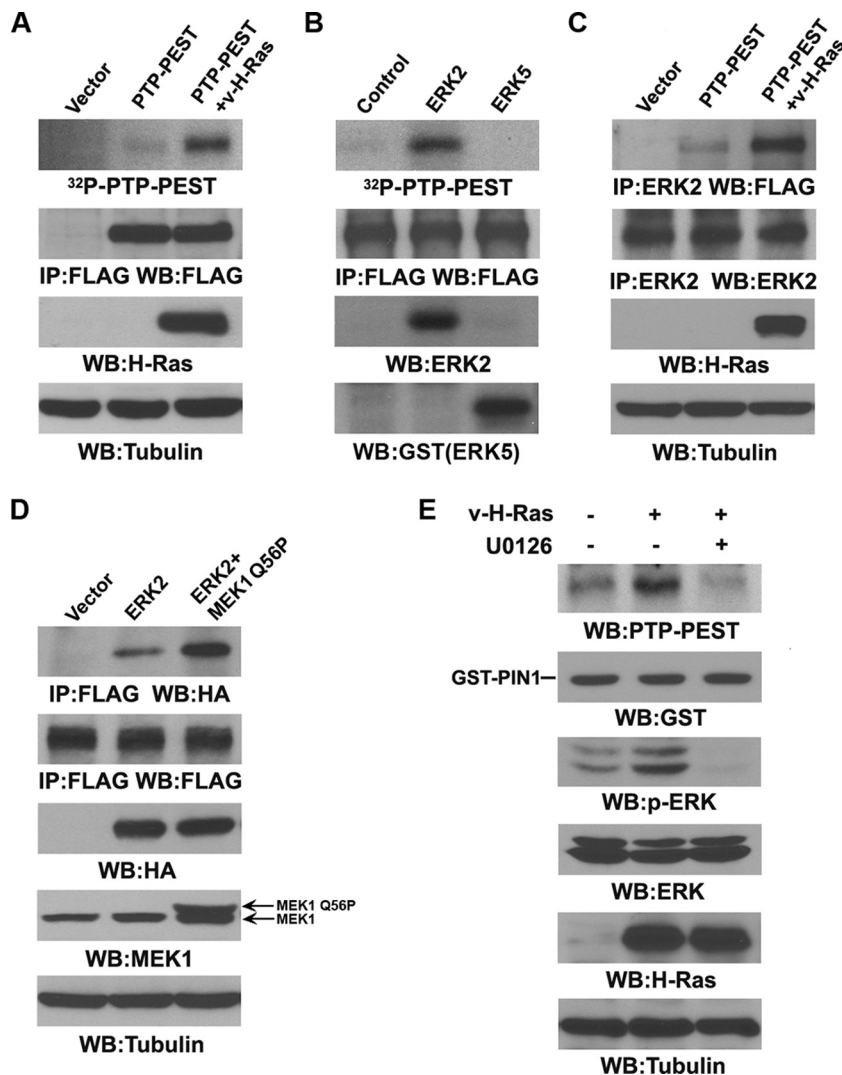 A
Vector
PTP-PEST
PTP-PEST
+v-H-Ras
³²P-PTP-PEST
IP:FLAG WB:FLAG
WB:H-Ras
WB:Tubulin
B
Control
ERK2
ERK5
³²P-PTP-PEST
IP:FLAG WB:FLAG
WB:ERK2
WB:GST(ERK5)
C
Vector
PTP-PEST
PTP-PEST
+v-H-Ras
IP:ERK2 WB:FLAG
IP:ERK2 WB:ERK2
WB:H-Ras
WB:Tubulin
D
Vector
ERK2
ERK2+
MEK1 Q56P
IP:FLAG WB:HA
IP:FLAG WB:FLAG
WB:HA
MEK1 Q56P
MEK1
WB:MEK1
WB:Tubulin
E
v-H-Ras - + +
U0126 - - +
WB:PTP-PEST
GST-PIN1
WB:GST
WB:p-ERK
WB:ERK
WB:H-Ras
WB:Tubulin